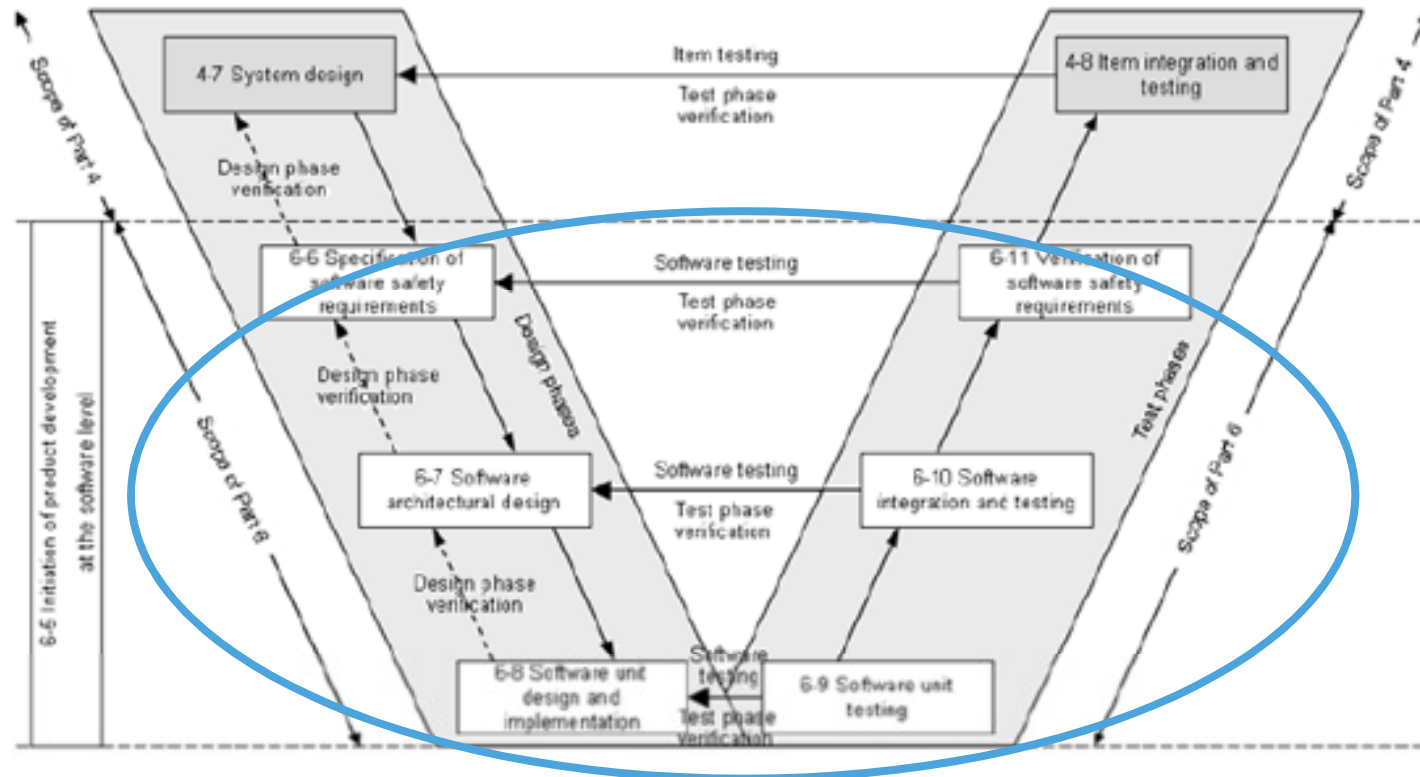 Scope of Part 4
4-7 System design
Item testing
Test phase
verification
4-8 Item integration and
testing
Scope of Part 4
Design phase
verification
6-5 Initiation of product development
at the software level
6-6 Specification of
software safety
requirements
Software testing
Test phase
verification
6-11 Verification of
software safety
requirements
Design phases
Test phases
Design phase
verification
Scope of Part 6
6-7 Software
architectural design
Software testing
Test phase
verification
6-10 Software
integration and testing
Scope of Part 6
Design phase
verification
6-8 Software unit
design and
implementation
Software
testing
Test phase
verification
6-9 Software unit
testing